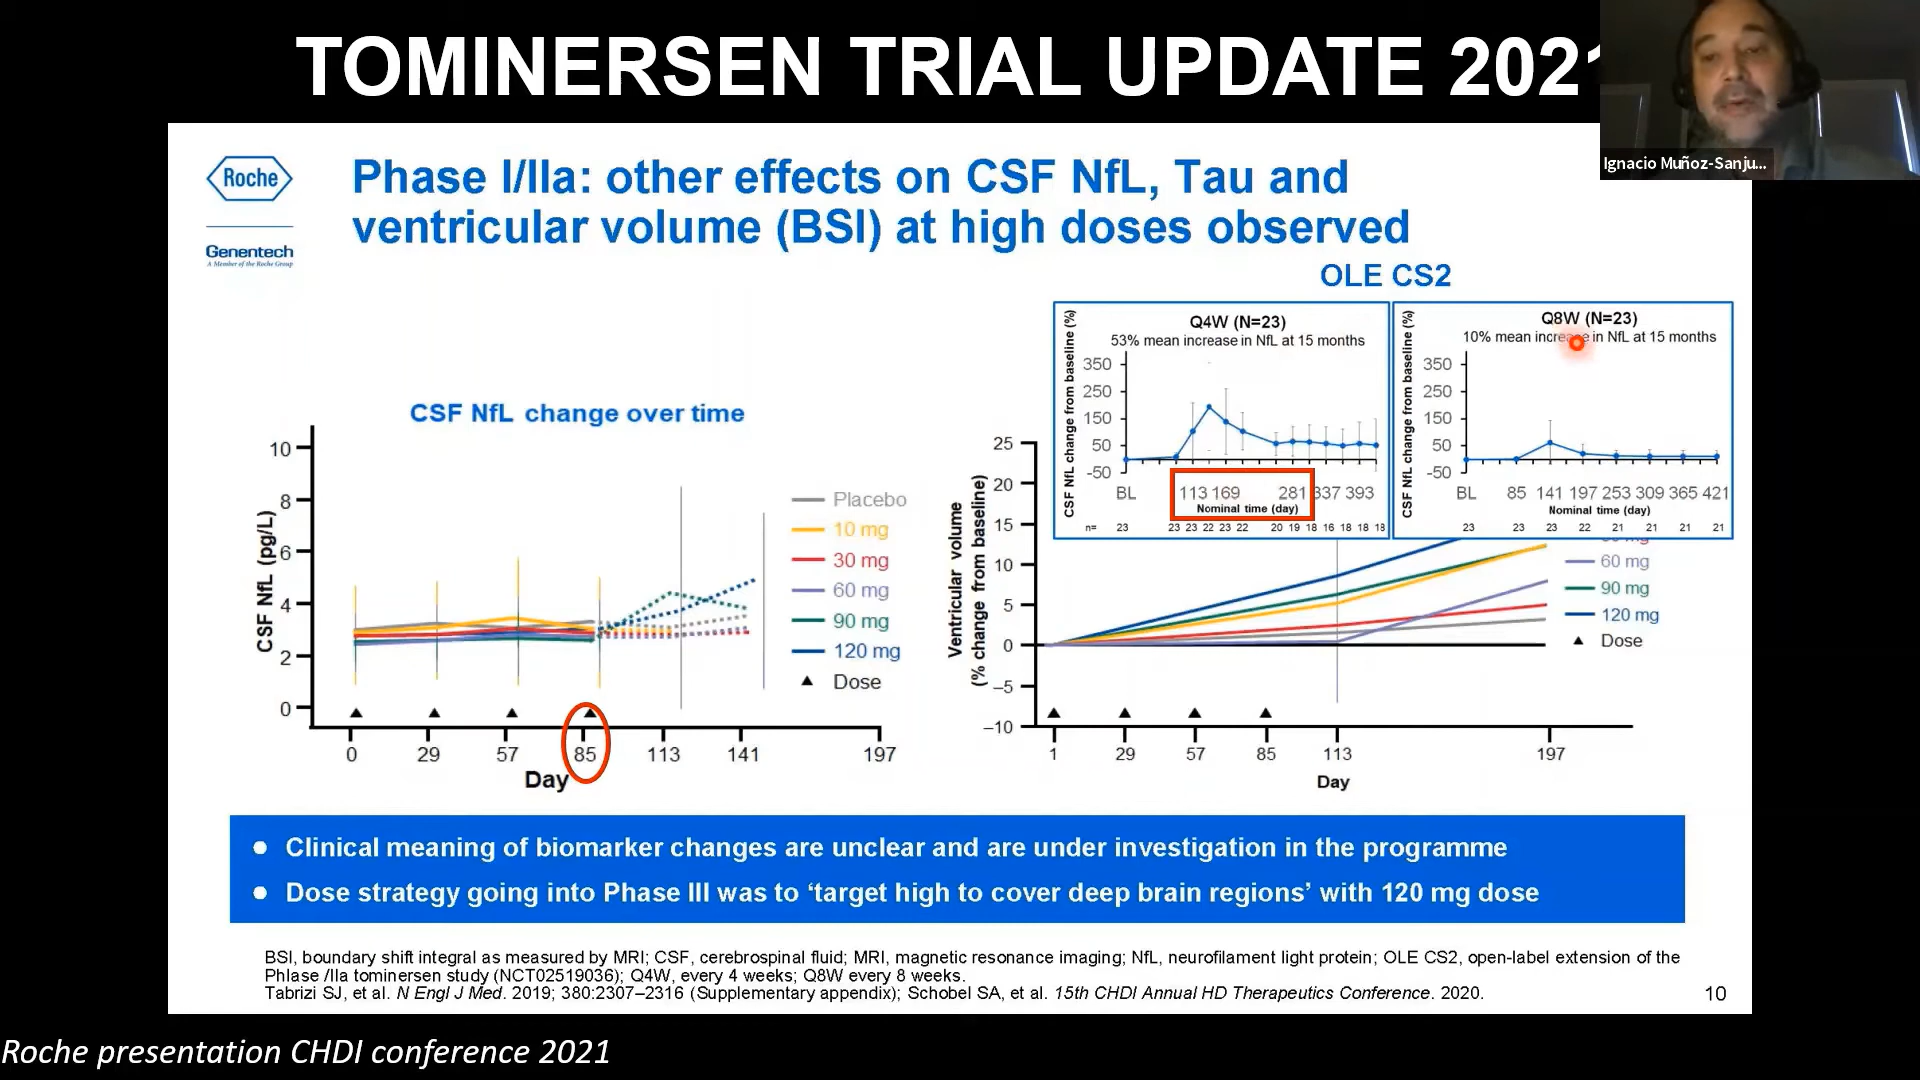 TOMINERSEN TRIAL UPDATE 2021
Ignacio Muñoz-Sanju...
Roche
Genentech
A Member of the Roche Group
Phase I/IIa: other effects on CSF NfL, Tau and
ventricular volume (BSI) at high doses observed
OLE CS2
CSF NfL change over time
CSF NfL (pg/L)
10
8
6
4
2
0
0 29 57 85 113 141 197
Day
Placebo
10 mg
30 mg
60 mg
90 mg
120 mg
Dose
Q4W (N=23)
53% mean increase in NfL at 15 months
CSF NfL change from baseline (%)
350
250
150
50
-50
BL 113 169 281 337 393
Nominal time (day)
n= 23 23 23 22 23 22 20 19 18 16 18 18 18
Q8W (N=23)
10% mean increase in NfL at 15 months
CSF NfL change from baseline (%)
350
250
150
50
-50
BL 85 141 197 253 309 365 421
Nominal time (day)
23 23 23 22 21 21 21 21
Ventricular volume
(% change from baseline)
25
20
15
10
5
0
–5
–10
1 29 57 85 113 197
Day
60 mg
90 mg
120 mg
Dose
● Clinical meaning of biomarker changes are unclear and are under investigation in the programme
● Dose strategy going into Phase III was to ‘target high to cover deep brain regions’ with 120 mg dose
BSI, boundary shift integral as measured by MRI; CSF, cerebrospinal fluid; MRI, magnetic resonance imaging; NfL, neurofilament light protein; OLE CS2, open-label extension of the
Phlase /IIa tominersen study (NCT02519036); Q4W, every 4 weeks; Q8W every 8 weeks.
Tabrizi SJ, et al. N Engl J Med. 2019; 380:2307–2316 (Supplementary appendix); Schobel SA, et al. 15th CHDI Annual HD Therapeutics Conference. 2020.
10
Roche presentation CHDI conference 2021